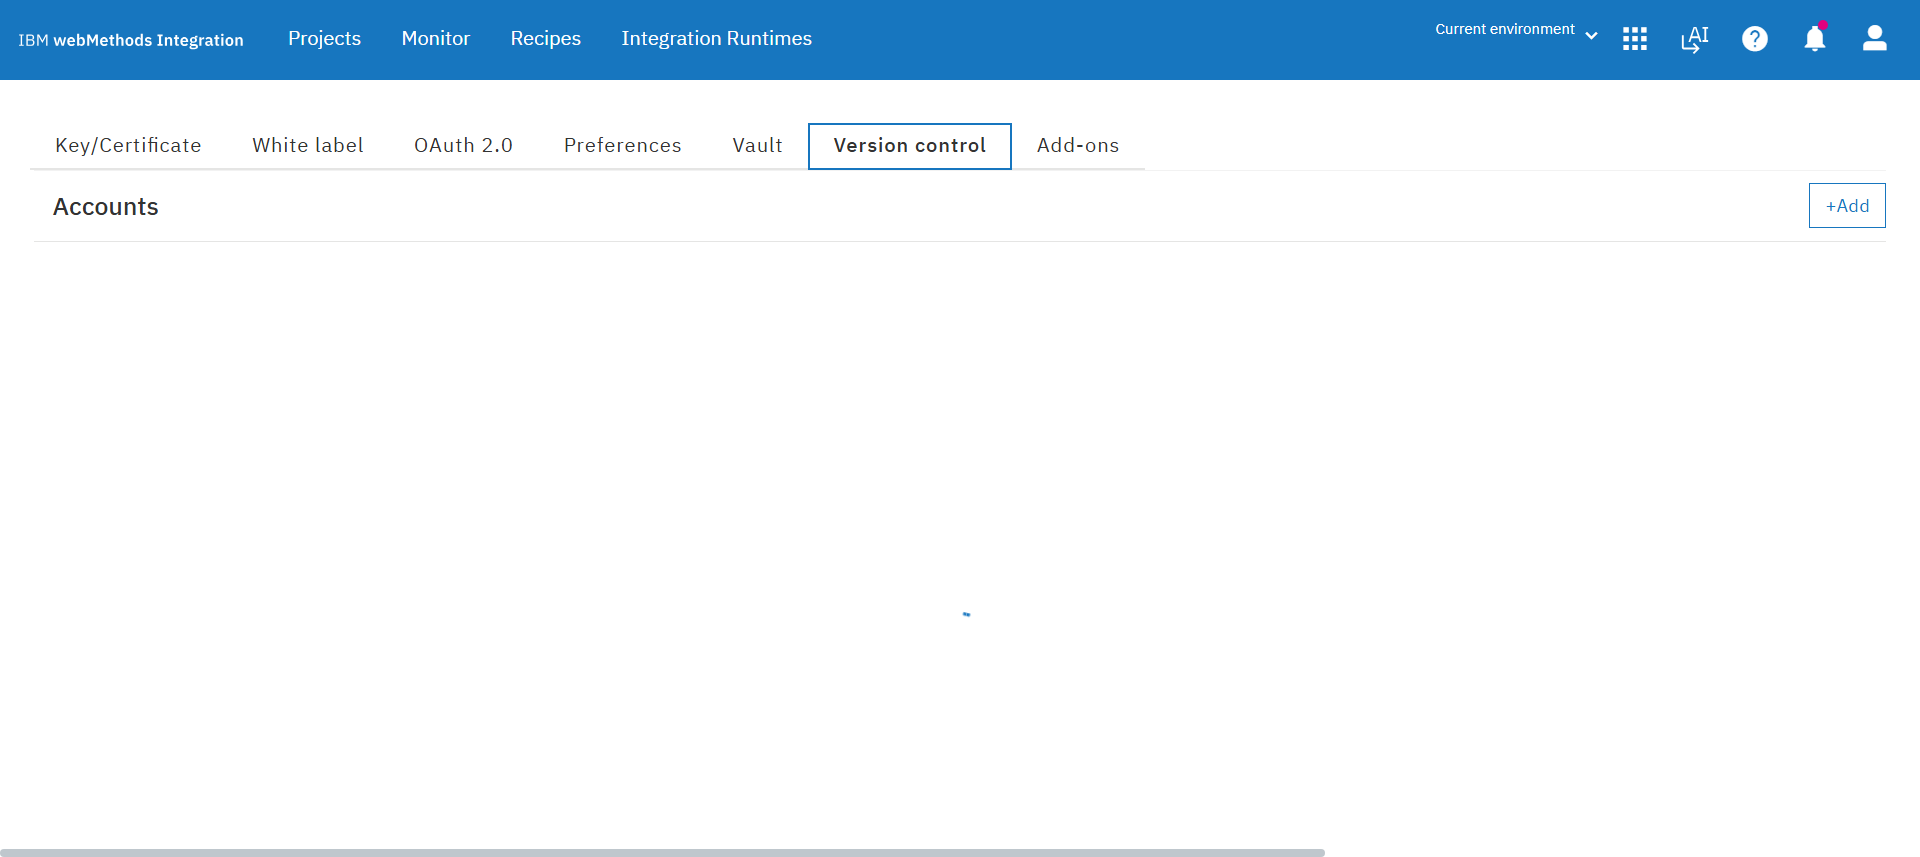 IBM webMethods Integration
Projects
Monitor
Recipes
Integration Runtimes
Current environment
AI
?
Key/Certificate
White label
OAuth 2.0
Preferences
Vault
Version control
Add-ons
Accounts
+Add